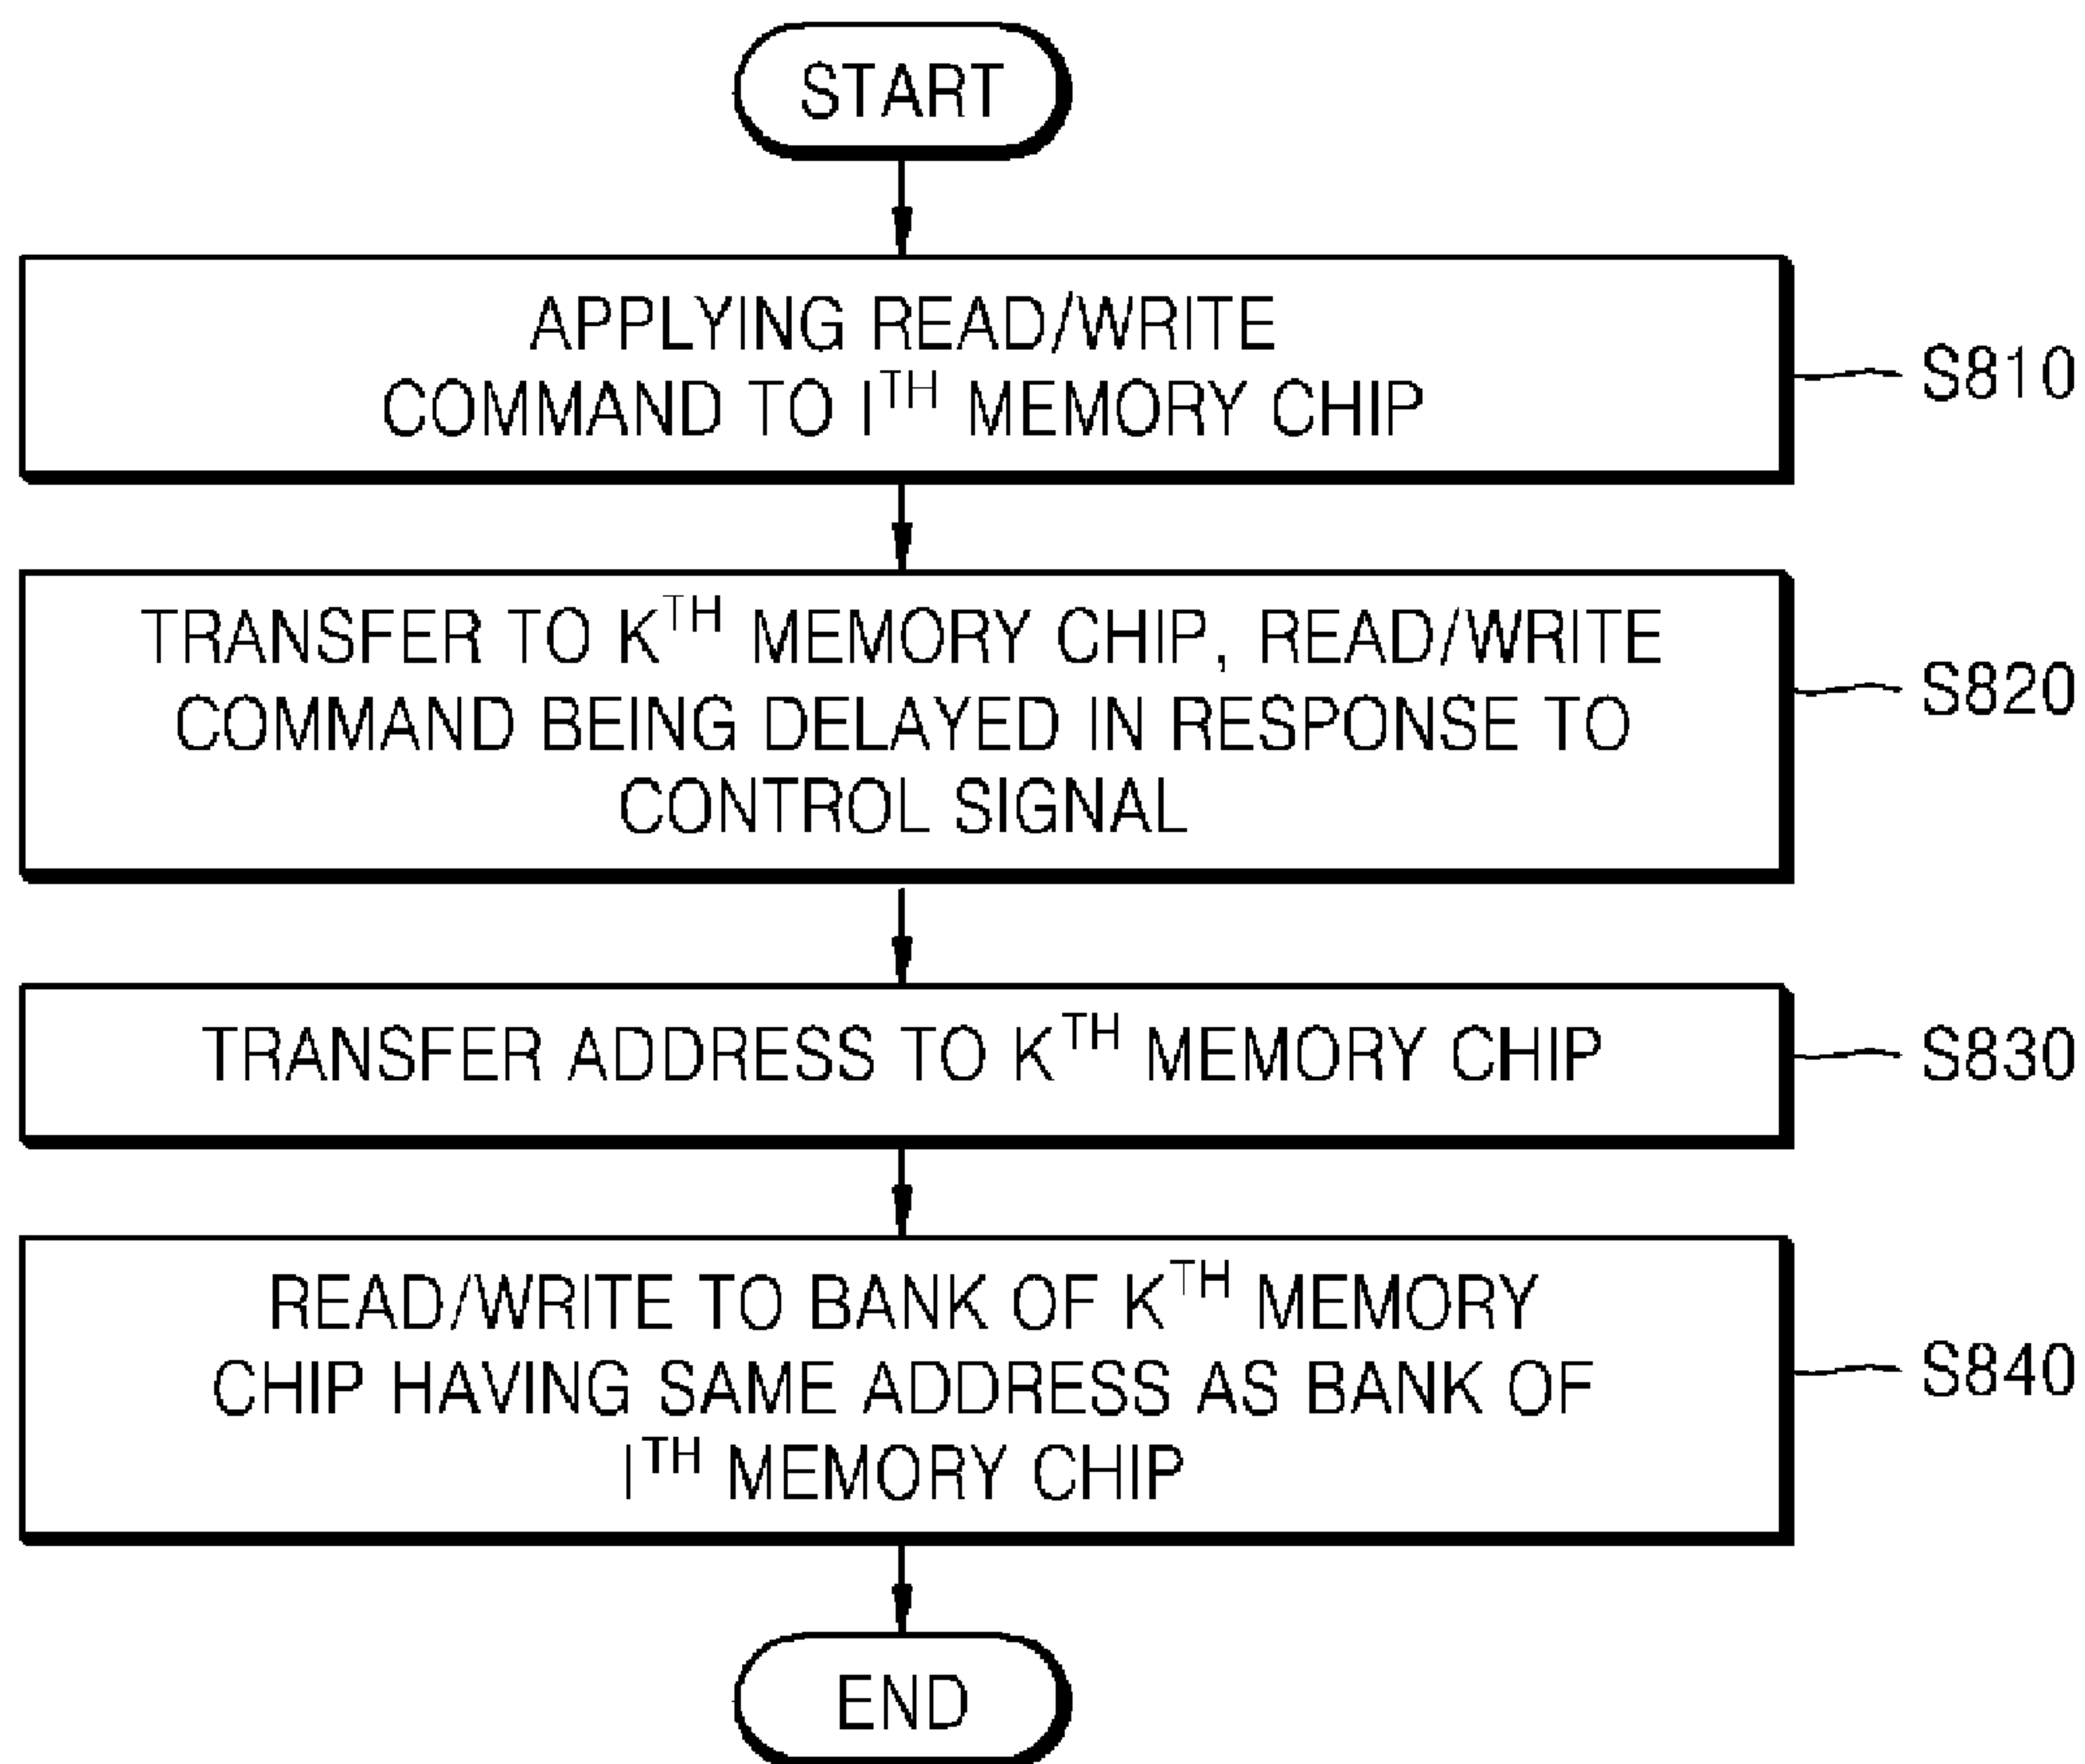 START
APPLYING READ/WRITE
COMMAND TO I^TH MEMORY CHIP
S810
TRANSFER TO K^TH MEMORY CHIP, READ/WRITE
COMMAND BEING DELAYED IN RESPONSE TO
CONTROL SIGNAL
S820
TRANSFER ADDRESS TO K^TH MEMORY CHIP
S830
READ/WRITE TO BANK OF K^TH MEMORY
CHIP HAVING SAME ADDRESS AS BANK OF
I^TH MEMORY CHIP
S840
END